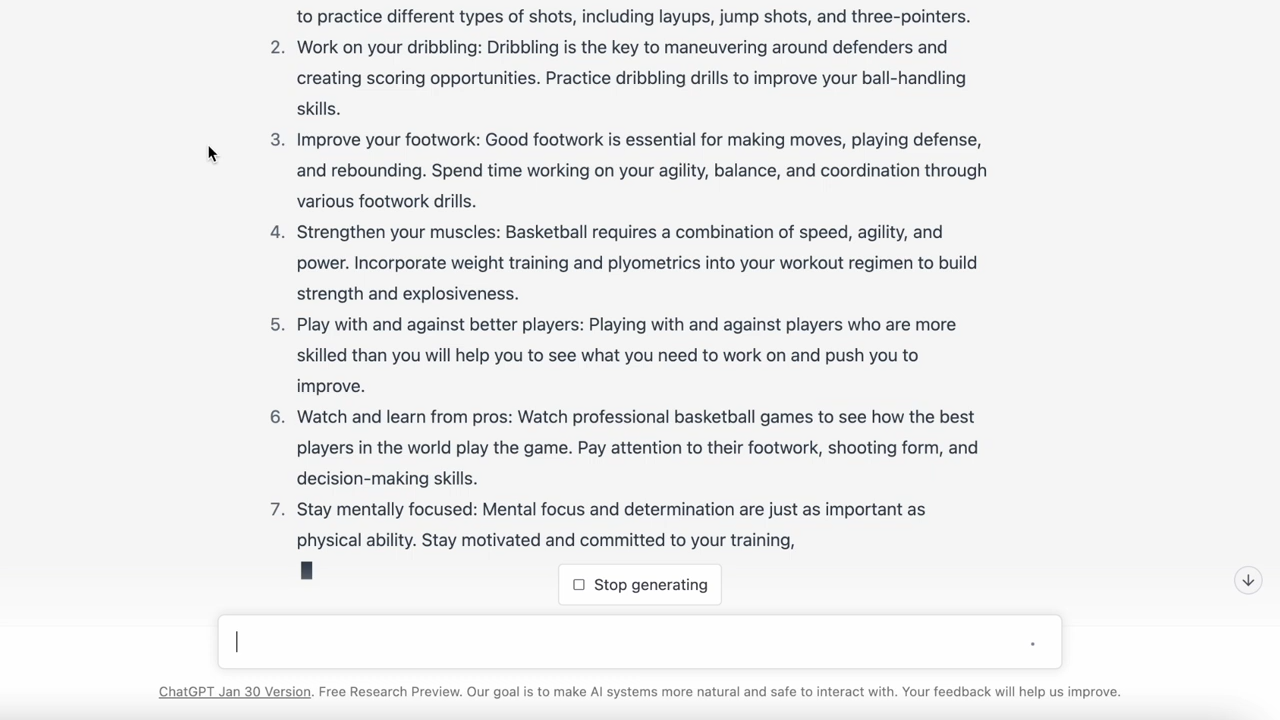 to practice different types of shots, including layups, jump shots, and three-pointers.
2. Work on your dribbling: Dribbling is the key to maneuvering around defenders and
creating scoring opportunities. Practice dribbling drills to improve your ball-handling
skills.
3. Improve your footwork: Good footwork is essential for making moves, playing defense,
and rebounding. Spend time working on your agility, balance, and coordination through
various footwork drills.
4. Strengthen your muscles: Basketball requires a combination of speed, agility, and
power. Incorporate weight training and plyometrics into your workout regimen to build
strength and explosiveness.
5. Play with and against better players: Playing with and against players who are more
skilled than you will help you to see what you need to work on and push you to
improve.
6. Watch and learn from pros: Watch professional basketball games to see how the best
players in the world play the game. Pay attention to their footwork, shooting form, and
decision-making skills.
7. Stay mentally focused: Mental focus and determination are just as important as
physical ability. Stay motivated and committed to your training,
Stop generating
ChatGPT Jan 30 Version. Free Research Preview. Our goal is to make AI systems more natural and safe to interact with. Your feedback will help us improve.